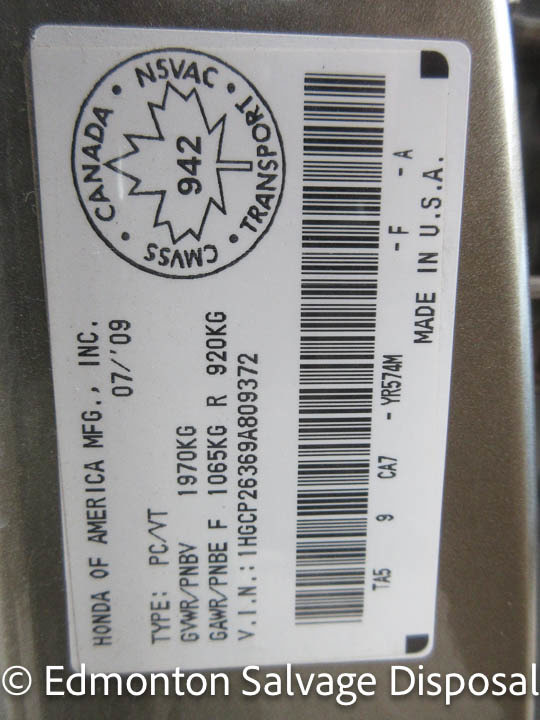 HONDA OF AMERICA MFG., INC.
07/'09
TYPE: PC/VT
GVWR/PNBV 1970KG
GAWR/PNBE F 1065KG R 920KG
V.I.N.: 1HGCP26369A809372
CANADA • NSVAC • TRANSPORT • CMVSS •
942
TA5 9 CA7 - YR574M - F - A
MADE IN U.S.A.
© Edmonton Salvage Disposal